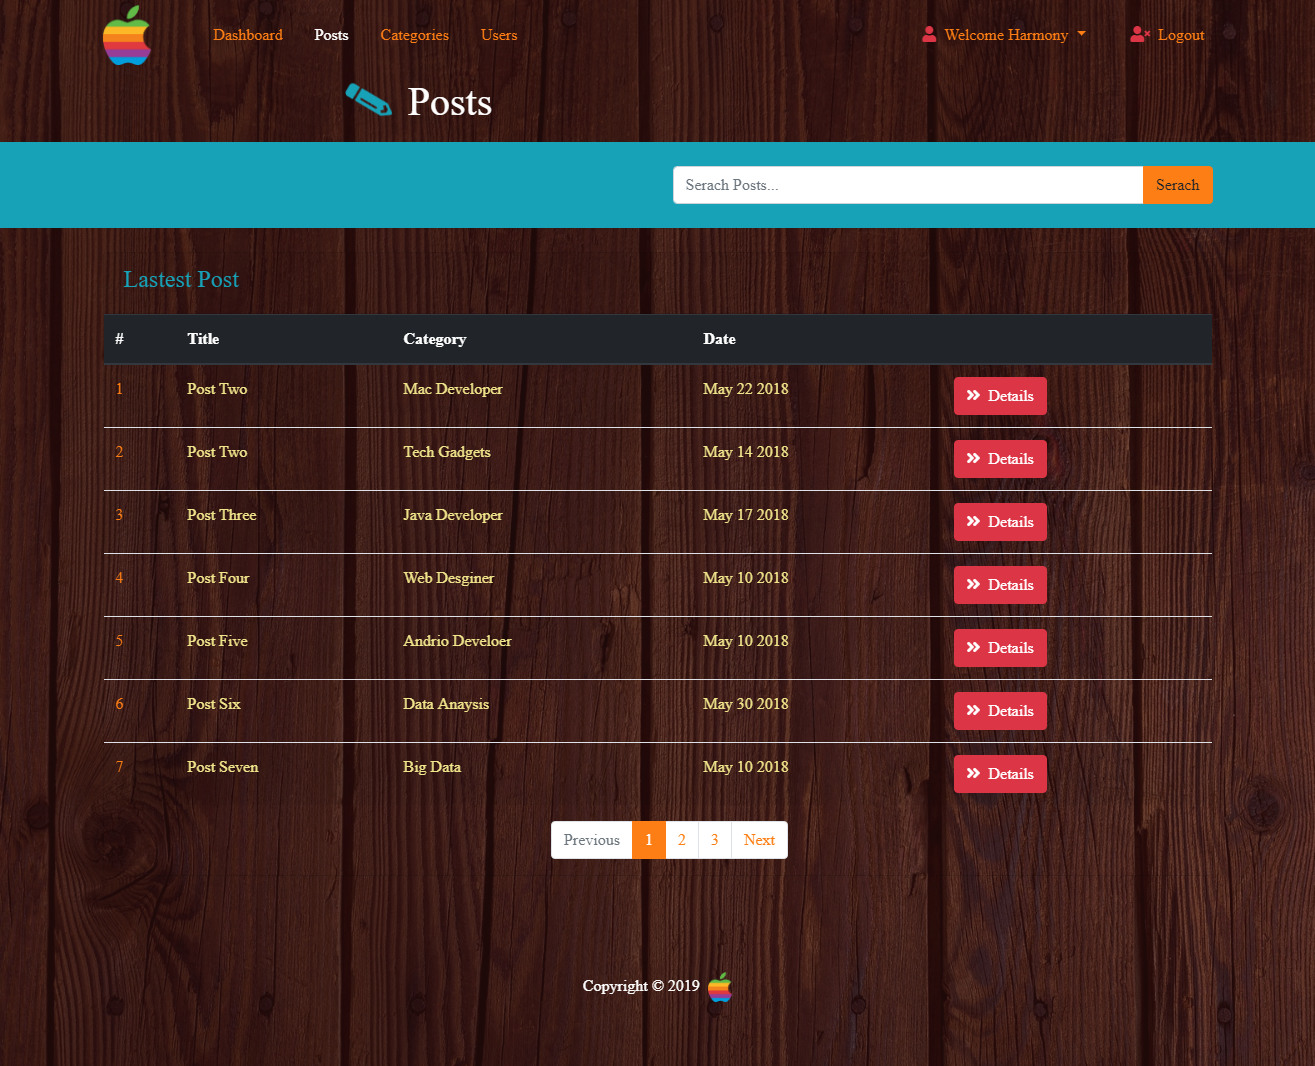 Dashboard Posts Categories Users Welcome Harmony Logout
Posts
Serach Posts... Serach
Lastest Post
# Title Category Date
1 Post Two Mac Developer May 22 2018 Details
2 Post Two Tech Gadgets May 14 2018 Details
3 Post Three Java Developer May 17 2018 Details
4 Post Four Web Desginer May 10 2018 Details
5 Post Five Andrio Develoer May 10 2018 Details
6 Post Six Data Anaysis May 30 2018 Details
7 Post Seven Big Data May 10 2018 Details
Previous 1 2 3 Next
Copyright © 2019